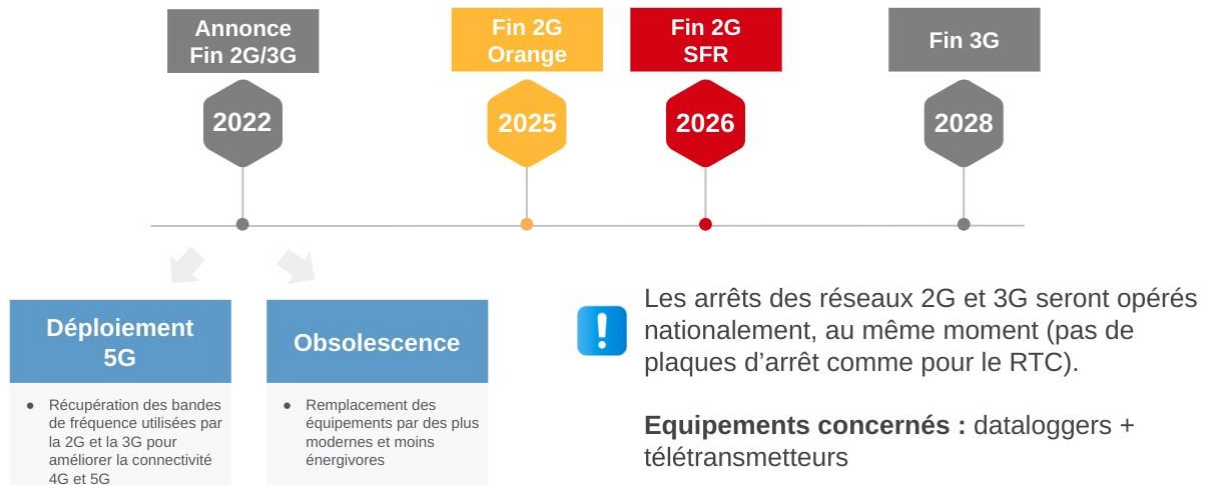 Annonce
Fin 2G/3G
Fin 2G
Orange
Fin 2G
SFR
Fin 3G
2022
2025
2026
2028
Déploiement
5G
Récupération des bandes
de fréquence utilisées par
la 2G et la 3G pour
améliorer la connectivité
4G et 5G
Obsolescence
Remplacement des
équipements par des plus
modernes et moins
énergivores
Les arrêts des réseaux 2G et 3G seront opérés
nationalement, au même moment (pas de
plaques d’arrêt comme pour le RTC).
Equipements concernés : dataloggers +
télétransmetteurs